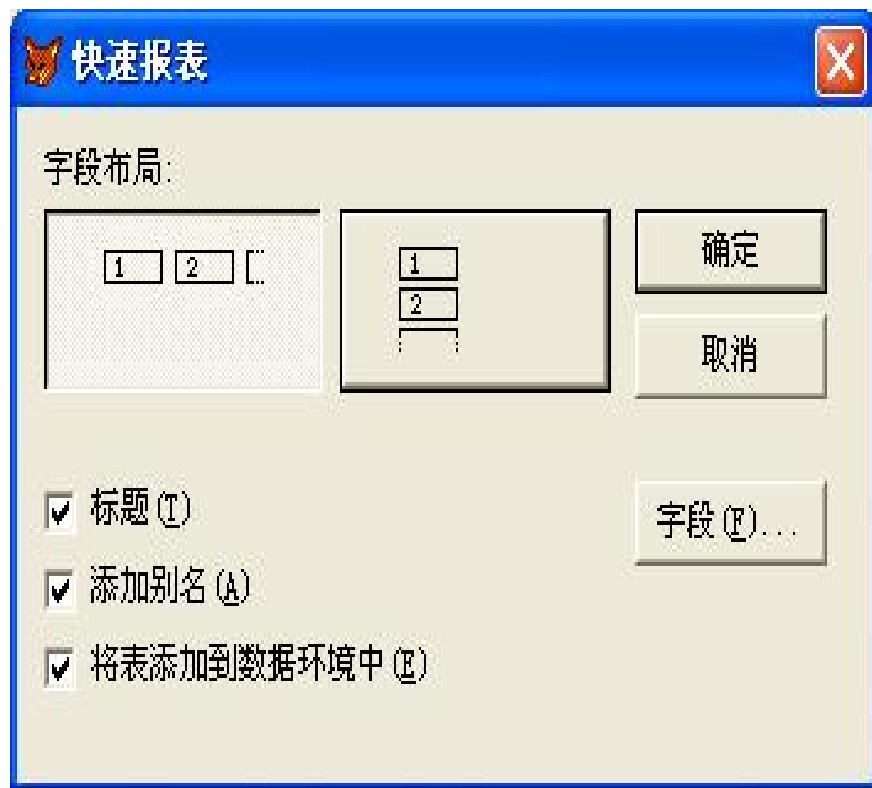 快速报表
字段布局:
1 2
1
2
确定
取消
标题(T)
字段(F)...
添加别名(A)
将表添加到数据环境中(E)